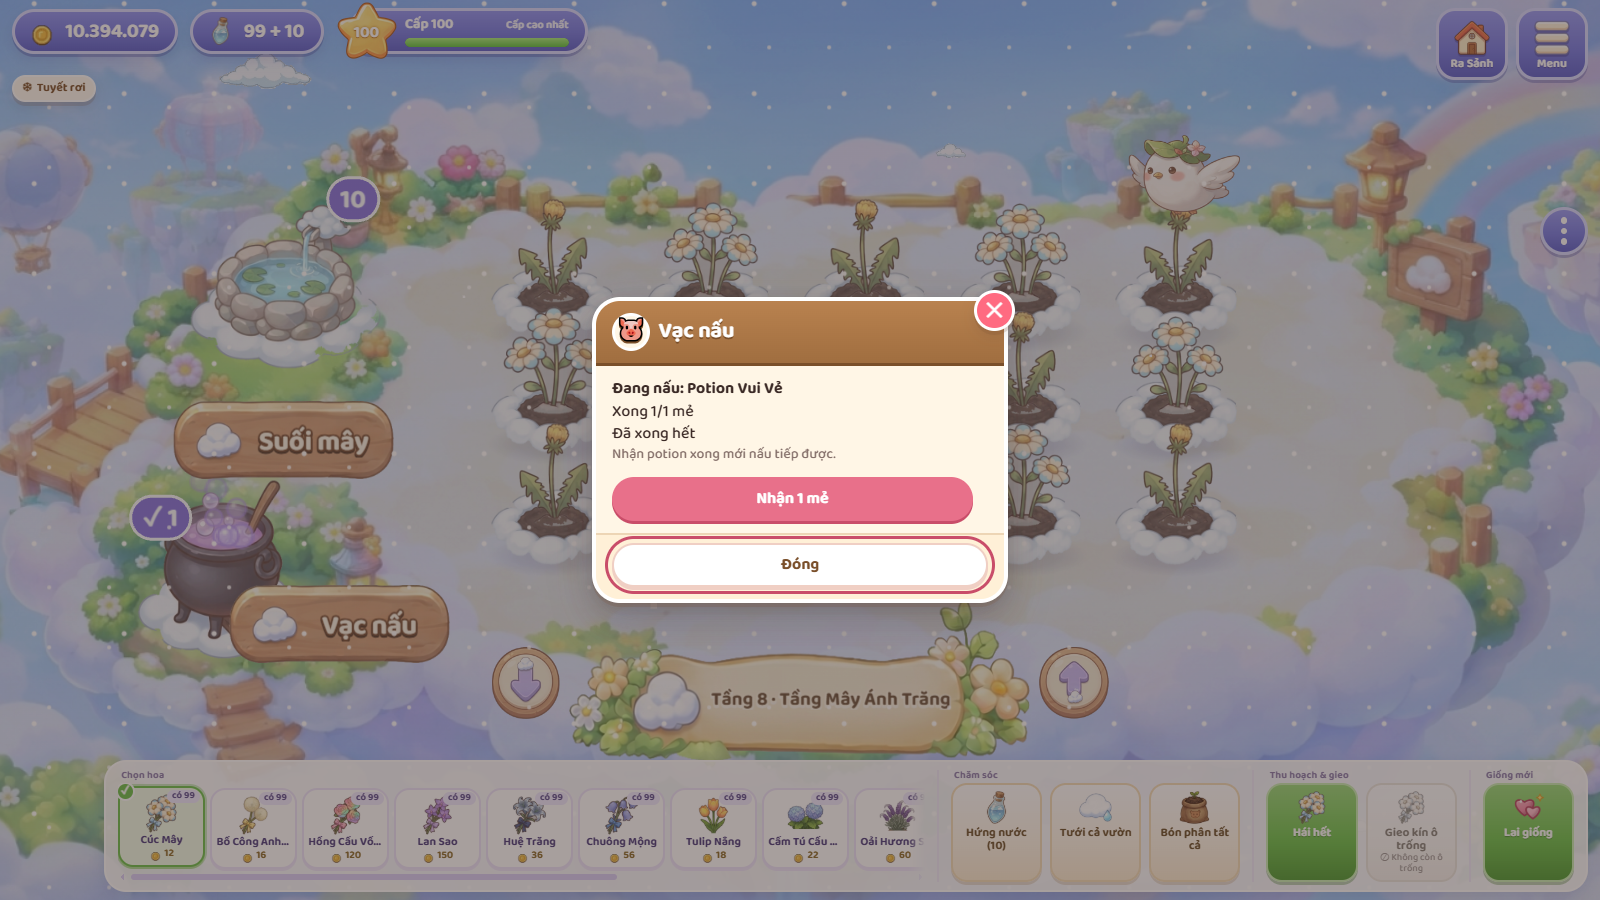 10.394.079
99 + 10
100
Cấp 100
Cấp cao nhất
Ra Sảnh
Menu
❄ Tuyết rơi
10
Suối mây
✓ 1
Vạc nấu
Vạc nấu
Đang nấu: Potion Vui Vẻ
Xong 1/1 mẻ
Đã xong hết
Nhận potion xong mới nấu tiếp được.
Nhận 1 mẻ
Đóng
Tầng 8 · Tầng Mây Ánh Trăng
Chọn hoa
có 99
Cúc Mây
12
có 99
Bồ Công Anh...
16
có 99
Hồng Cầu Vồ...
120
có 99
Lan Sao
150
có 99
Huệ Trăng
36
có 99
Chuông Mộng
56
có 99
Tulip Nắng
18
có 99
Cẩm Tú Cầu ...
22
có
Oải Hương
60
Chăm sóc
Hứng nước
(10)
Tưới cả vườn
Bón phân tất
cả
Thu hoạch & gieo
Hái hết
Gieo kín ô
trống
Không còn ô
trống
Giống mới
Lai giống